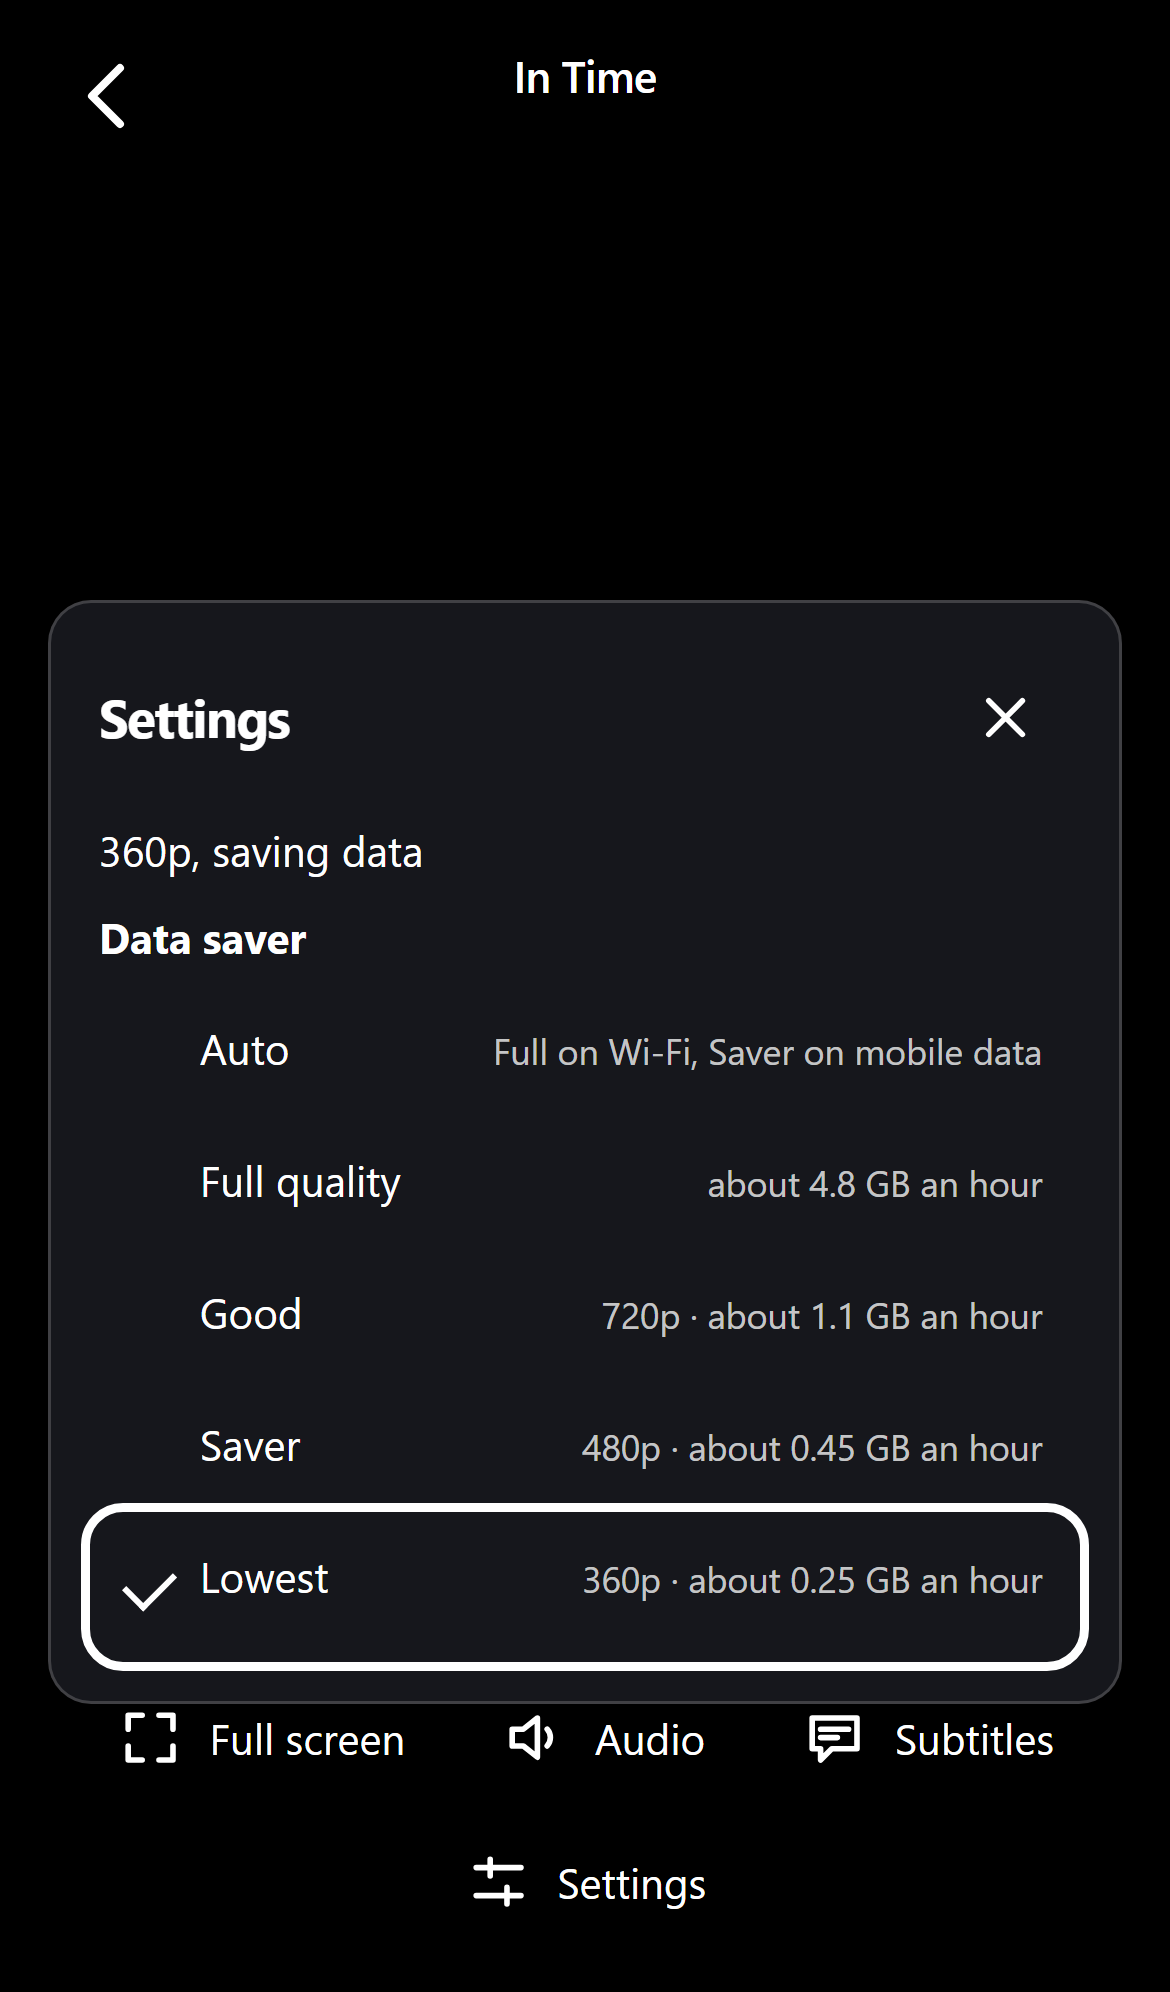 In Time
Settings
360p, saving data
Data saver
Auto Full on Wi-Fi, Saver on mobile data
Full quality about 4.8 GB an hour
Good 720p · about 1.1 GB an hour
Saver 480p · about 0.45 GB an hour
Lowest 360p · about 0.25 GB an hour
Full screen Audio Subtitles
Settings